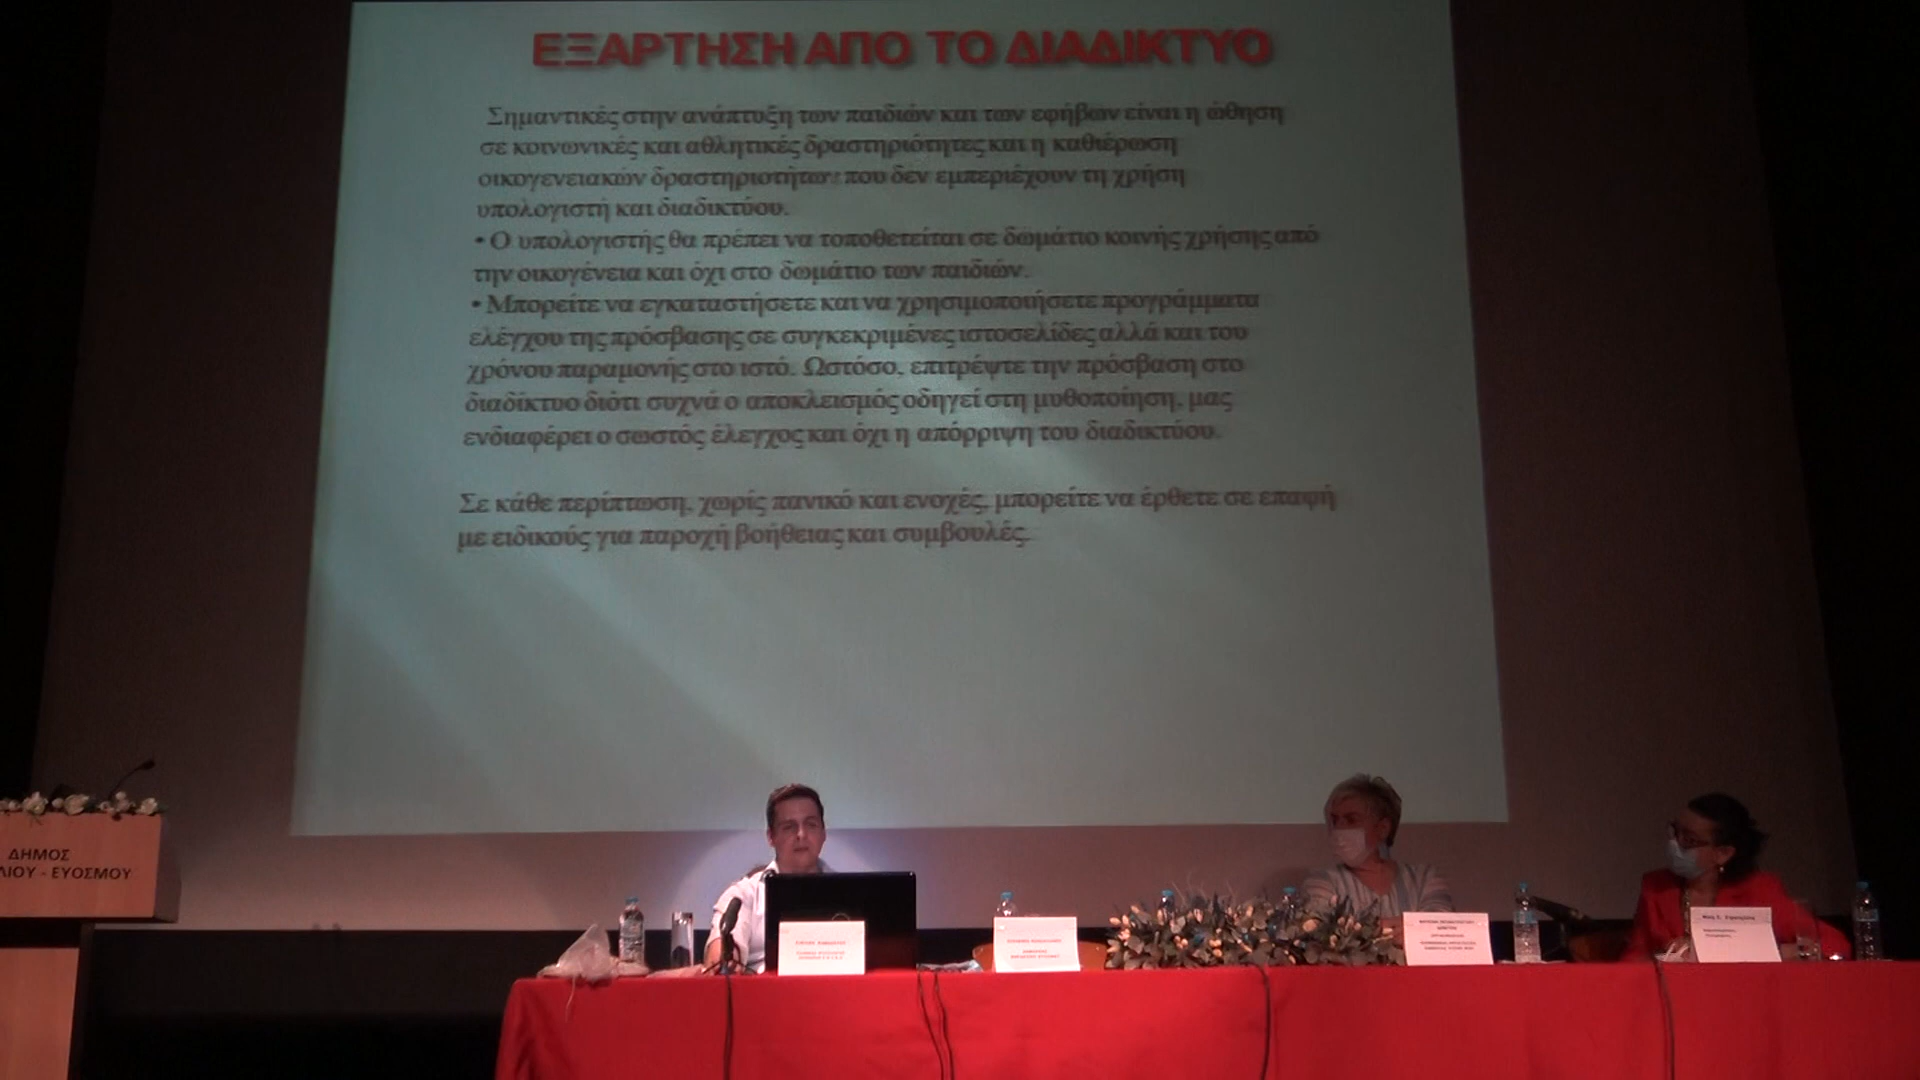 ΕΞΑΡΤΗΣΗ ΑΠΟ ΤΟ ΔΙΑΔΙΚΤΥΟ
Σημαντικές στην ανάπτυξη των παιδιών και των εφήβων είναι η ώθηση
σε κοινωνικές και αθλητικές δραστηριότητες και η καθιέρωση
οικογενειακών δραστηριοτήτων που δεν εμπεριέχουν τη χρήση
υπολογιστή και διαδικτύου.
• Ο υπολογιστής θα πρέπει να τοποθετείται σε δωμάτιο κοινής χρήσης από
την οικογένεια και όχι στο δωμάτιο των παιδιών.
• Μπορείτε να εγκαταστήσετε και να χρησιμοποιήσετε προγράμματα
ελέγχου της πρόσβασης σε συγκεκριμένες ιστοσελίδες αλλά και του
χρόνου παραμονής στο ιστό. Ωστόσο, επιτρέψτε την πρόσβαση στο
διαδίκτυο διότι συχνά ο αποκλεισμός οδηγεί στη μυθοποίηση, μας
ενδιαφέρει ο σωστός έλεγχος και όχι η απόρριψη του διαδικτύου.
Σε κάθε περίπτωση, χωρίς πανικό και ενοχές, μπορείτε να έρθετε σε επαφή
με ειδικούς για παροχή βοήθειας και συμβουλές.
ΔΗΜΟΣ
ΛΙΟΥ - ΕΥΟΣΜΟΥ